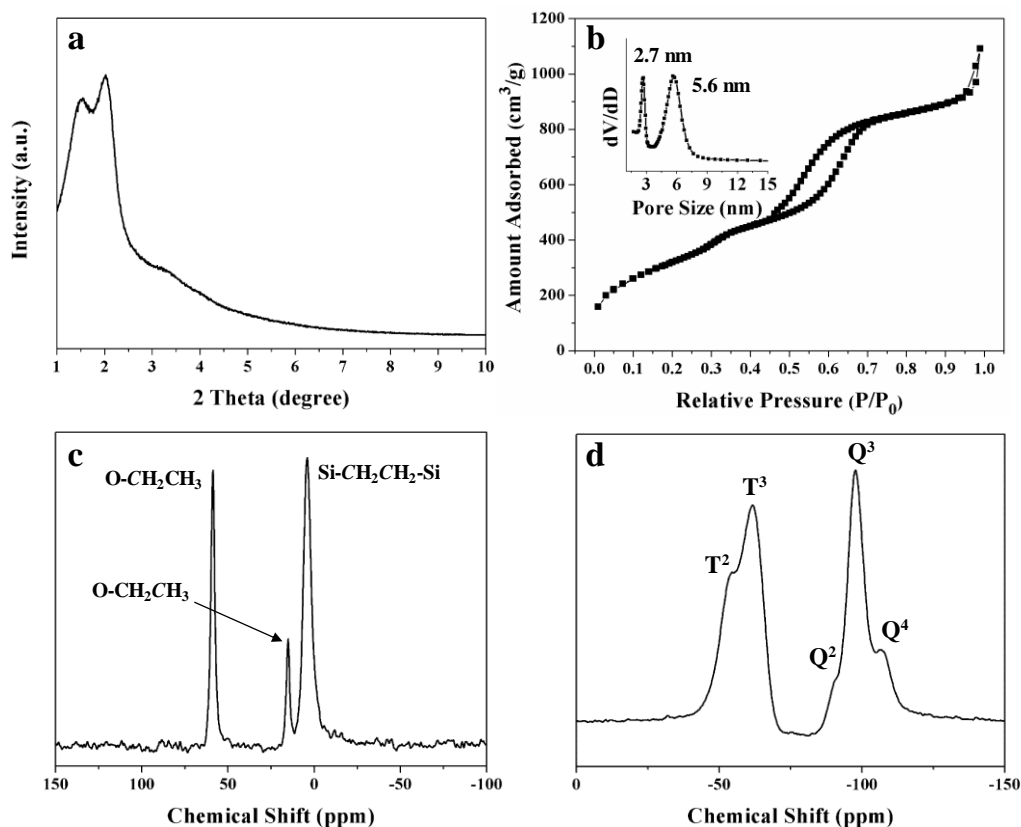 a
Intensity (a.u.)
1 2 3 4 5 6 7 8 9 10
2 Theta (degree)
b
Amount Adsorbed (cm³/g)
1200
1000
800
600
400
200
0
0.0 0.1 0.2 0.3 0.4 0.5 0.6 0.7 0.8 0.9 1.0
Relative Pressure (P/P₀)
2.7 nm
5.6 nm
dV/dD
3 6 9 12 15
Pore Size (nm)
c
O-CH₂CH₃
Si-CH₂CH₂-Si
O-CH₂CH₃
150 100 50 0 -50 -100
Chemical Shift (ppm)
d
Q³
T³
T²
Q⁴
Q²
0 -50 -100 -150
Chemical Shift (ppm)